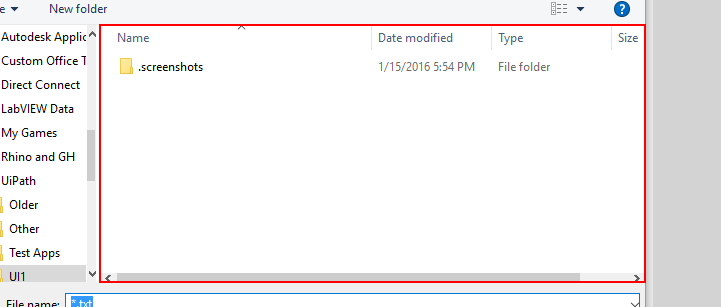 e New folder
Name Date modified Type Size
.screenshots 1/15/2016 5:54 PM File folder
Autodesk Applic
Custom Office T
Direct Connect
LabVIEW Data
My Games
Rhino and GH
UiPath
Older
Other
Test Apps
UI1
File name: *.txt